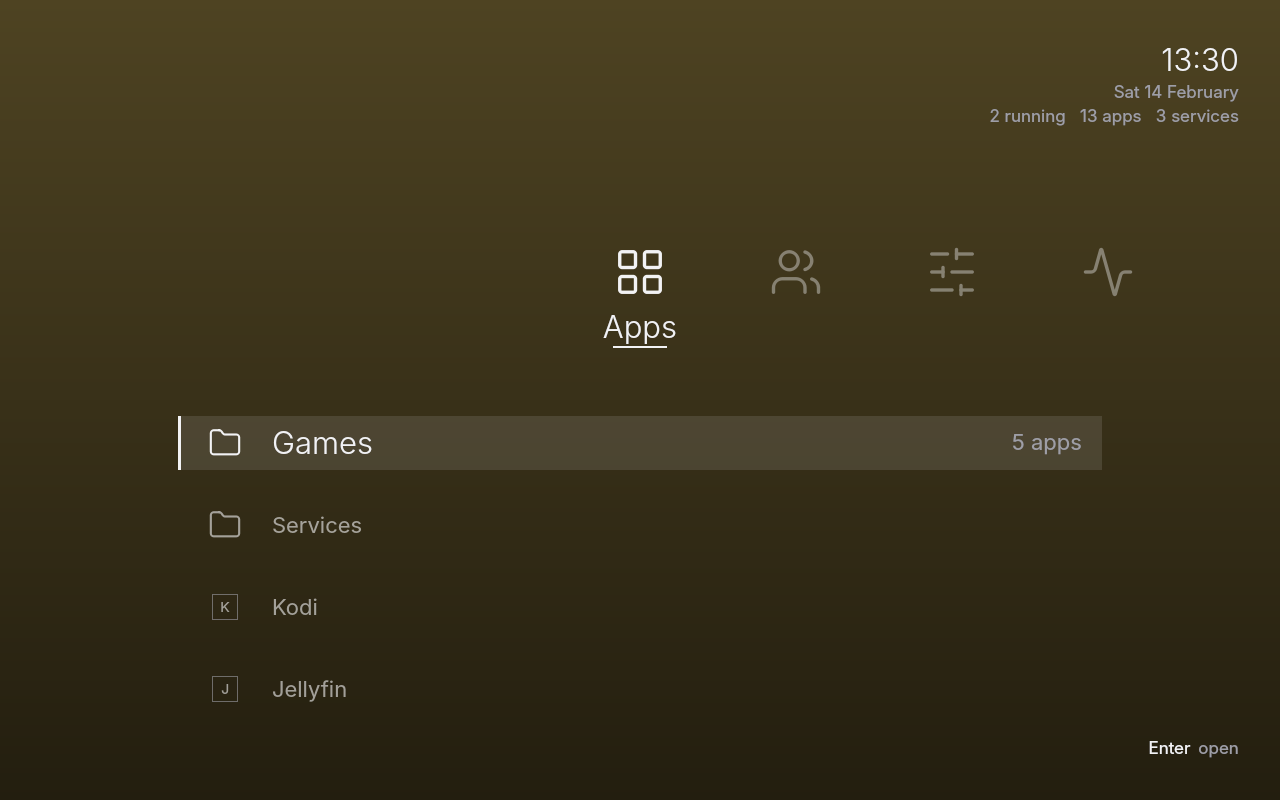 13:30
Sat 14 February
2 running 13 apps 3 services
Apps
Games 5 apps
Services
K Kodi
J Jellyfin
Enter open